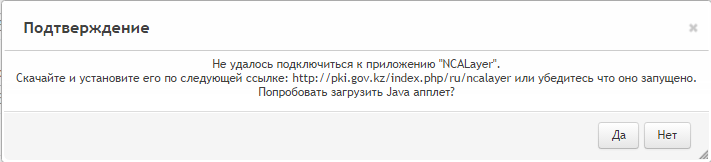 Подтверждение
Не удалось подключиться к приложению "NCALayer".
Скачайте и установите его по следующей ссылке: http://pki.gov.kz/index.php/ru/ncalayer или убедитесь что оно запущено.
Попробовать загрузить Java апплет?
Да
Нет